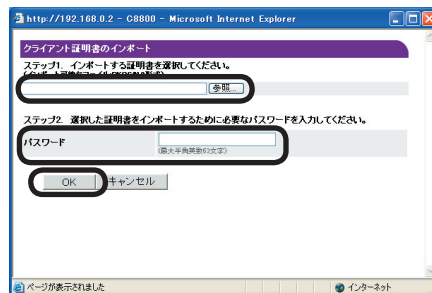 http://192.168.0.2 - C8800 - Microsoft Internet Explorer
クライアント証明書のインポート
ステップ1. インポートする証明書を選択してください。
参照...
ステップ2. 選択した証明書をインポートするために必要なパスワードを入力してください。
パスワード
(最大半角英数63文字)
OK キャンセル
ページが表示されました インターネット